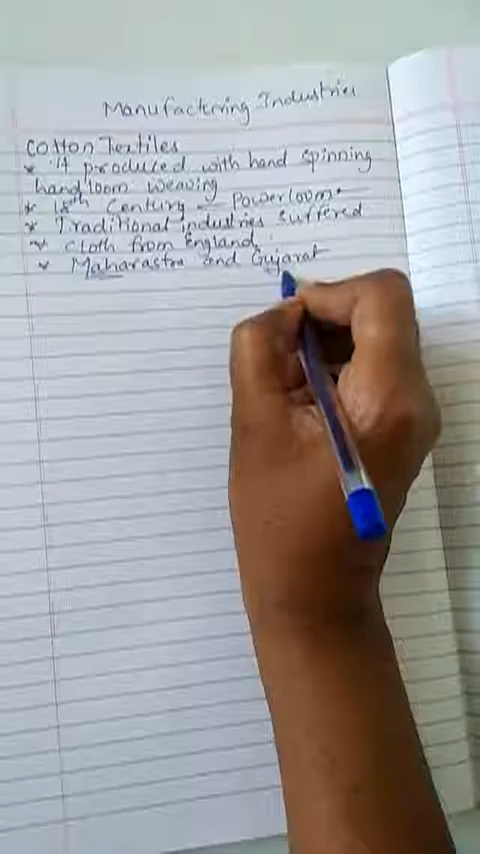 Manufacturing Industries
Cotton Textiles
* It produced with hand spinning
handloom weaving
* 18th Century - Powerloom
* Traditional industries suffered
* cloth from England
* Maharastra and Gujarat